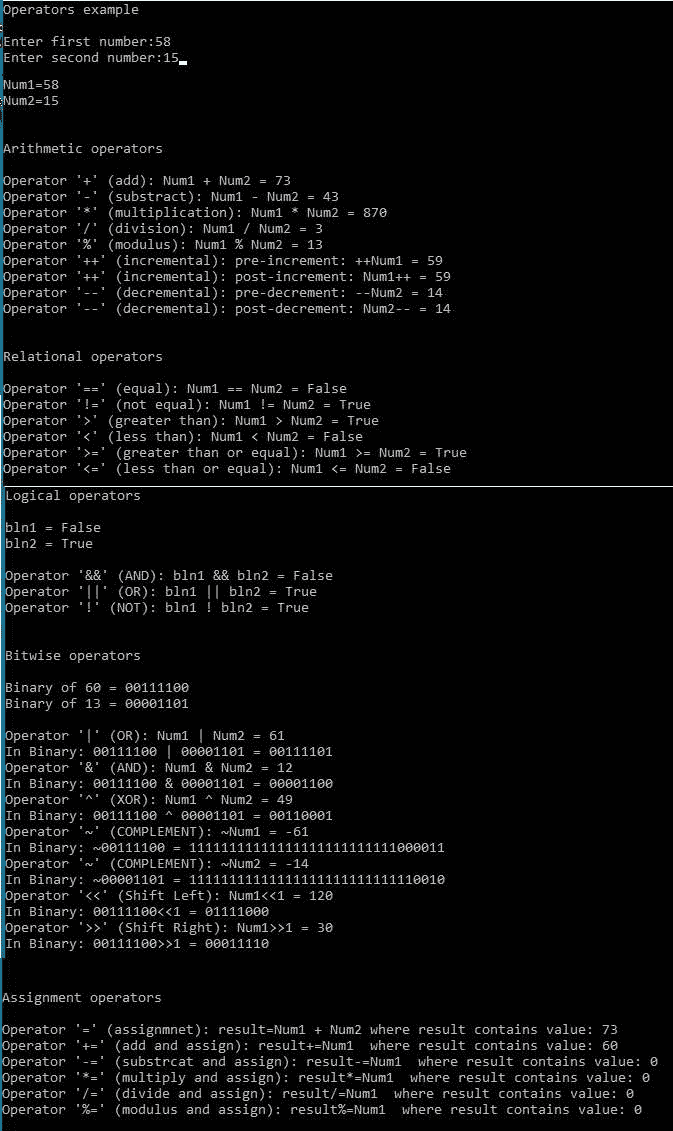 Operators example
Enter first number:58
Enter second number:15
Num1=58
Num2=15
Arithmetic operators
Operator '+' (add): Num1 + Num2 = 73
Operator '-' (substract): Num1 - Num2 = 43
Operator '*' (multiplication): Num1 * Num2 = 870
Operator '/' (division): Num1 / Num2 = 3
Operator '%' (modulus): Num1 % Num2 = 13
Operator '++' (incremental): pre-increment: ++Num1 = 59
Operator '++' (incremental): post-increment: Num1++ = 59
Operator '--' (decremental): pre-decrement: --Num2 = 14
Operator '--' (decremental): post-decrement: Num2-- = 14
Relational operators
Operator '==' (equal): Num1 == Num2 = False
Operator '!=' (not equal): Num1 != Num2 = True
Operator '>' (greater than): Num1 > Num2 = True
Operator '<' (less than): Num1 < Num2 = False
Operator '>=' (greater than or equal): Num1 >= Num2 = True
Operator '<=' (less than or equal): Num1 <= Num2 = False
Logical operators
bln1 = False
bln2 = True
Operator '&&' (AND): bln1 && bln2 = False
Operator '||' (OR): bln1 || bln2 = True
Operator '!' (NOT): bln1 ! bln2 = True
Bitwise operators
Binary of 60 = 00111100
Binary of 13 = 00001101
Operator '|' (OR): Num1 | Num2 = 61
In Binary: 00111100 | 00001101 = 00111101
Operator '&' (AND): Num1 & Num2 = 12
In Binary: 00111100 & 00001101 = 00001100
Operator '^' (XOR): Num1 ^ Num2 = 49
In Binary: 00111100 ^ 00001101 = 00110001
Operator '~' (COMPLEMENT): ~Num1 = -61
In Binary: ~00111100 = 11111111111111111111111111000011
Operator '~' (COMPLEMENT): ~Num2 = -14
In Binary: ~00001101 = 11111111111111111111111111110010
Operator '<<' (Shift Left): Num1<<1 = 120
In Binary: 00111100<<1 = 01111000
Operator '>>' (Shift Right): Num1>>1 = 30
In Binary: 00111100>>1 = 00011110
Assignment operators
Operator '=' (assignmnet): result=Num1 + Num2 where result contains value: 73
Operator '+=' (add and assign): result+=Num1  where result contains value: 60
Operator '-=' (substrcat and assign): result-=Num1  where result contains value: 0
Operator '*=' (multiply and assign): result*=Num1  where result contains value: 0
Operator '/=' (divide and assign): result/=Num1  where result contains value: 0
Operator '%=' (modulus and assign): result%=Num1  where result contains value: 0